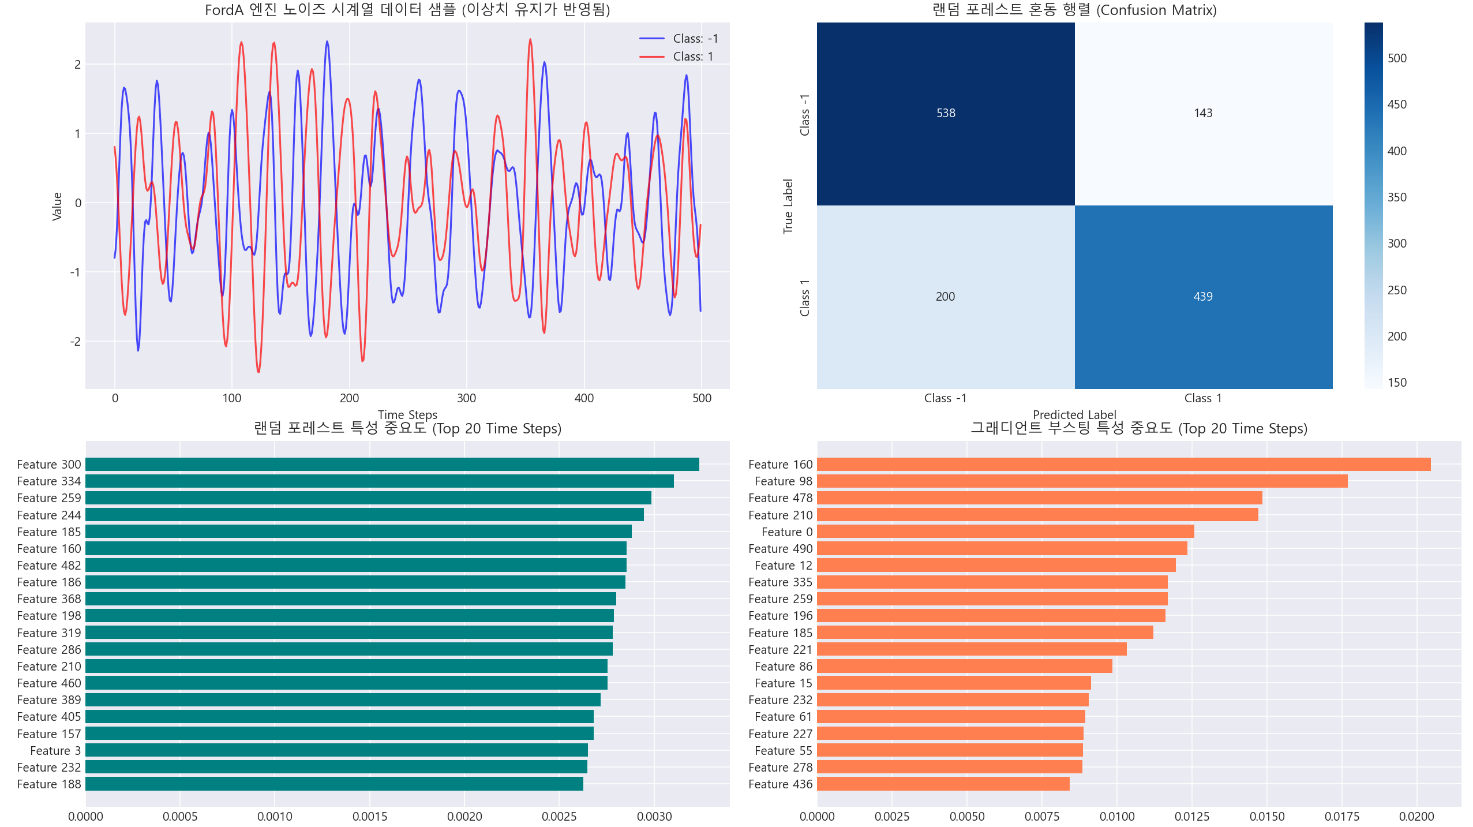 FordA 엔진 노이즈 시계열 데이터 샘플 (이상치 유지가 반영됨)
Class: -1
Class: 1
Value
2
1
0
-1
-2
0
100
200
300
400
500
Time Steps
랜덤 포레스트 혼동 행렬 (Confusion Matrix)
True Label
Class -1
Class 1
538
143
200
439
Class -1
Class 1
Predicted Label
500
450
400
350
300
250
200
150
랜덤 포레스트 특성 중요도 (Top 20 Time Steps)
Feature 300
Feature 334
Feature 259
Feature 244
Feature 185
Feature 160
Feature 482
Feature 186
Feature 368
Feature 198
Feature 319
Feature 286
Feature 210
Feature 460
Feature 389
Feature 405
Feature 157
Feature 3
Feature 232
Feature 188
0.0000
0.0005
0.0010
0.0015
0.0020
0.0025
0.0030
그래디언트 부스팅 특성 중요도 (Top 20 Time Steps)
Feature 160
Feature 98
Feature 478
Feature 210
Feature 0
Feature 490
Feature 12
Feature 335
Feature 259
Feature 196
Feature 185
Feature 221
Feature 86
Feature 15
Feature 232
Feature 61
Feature 227
Feature 55
Feature 278
Feature 436
0.0000
0.0025
0.0050
0.0075
0.0100
0.0125
0.0150
0.0175
0.0200